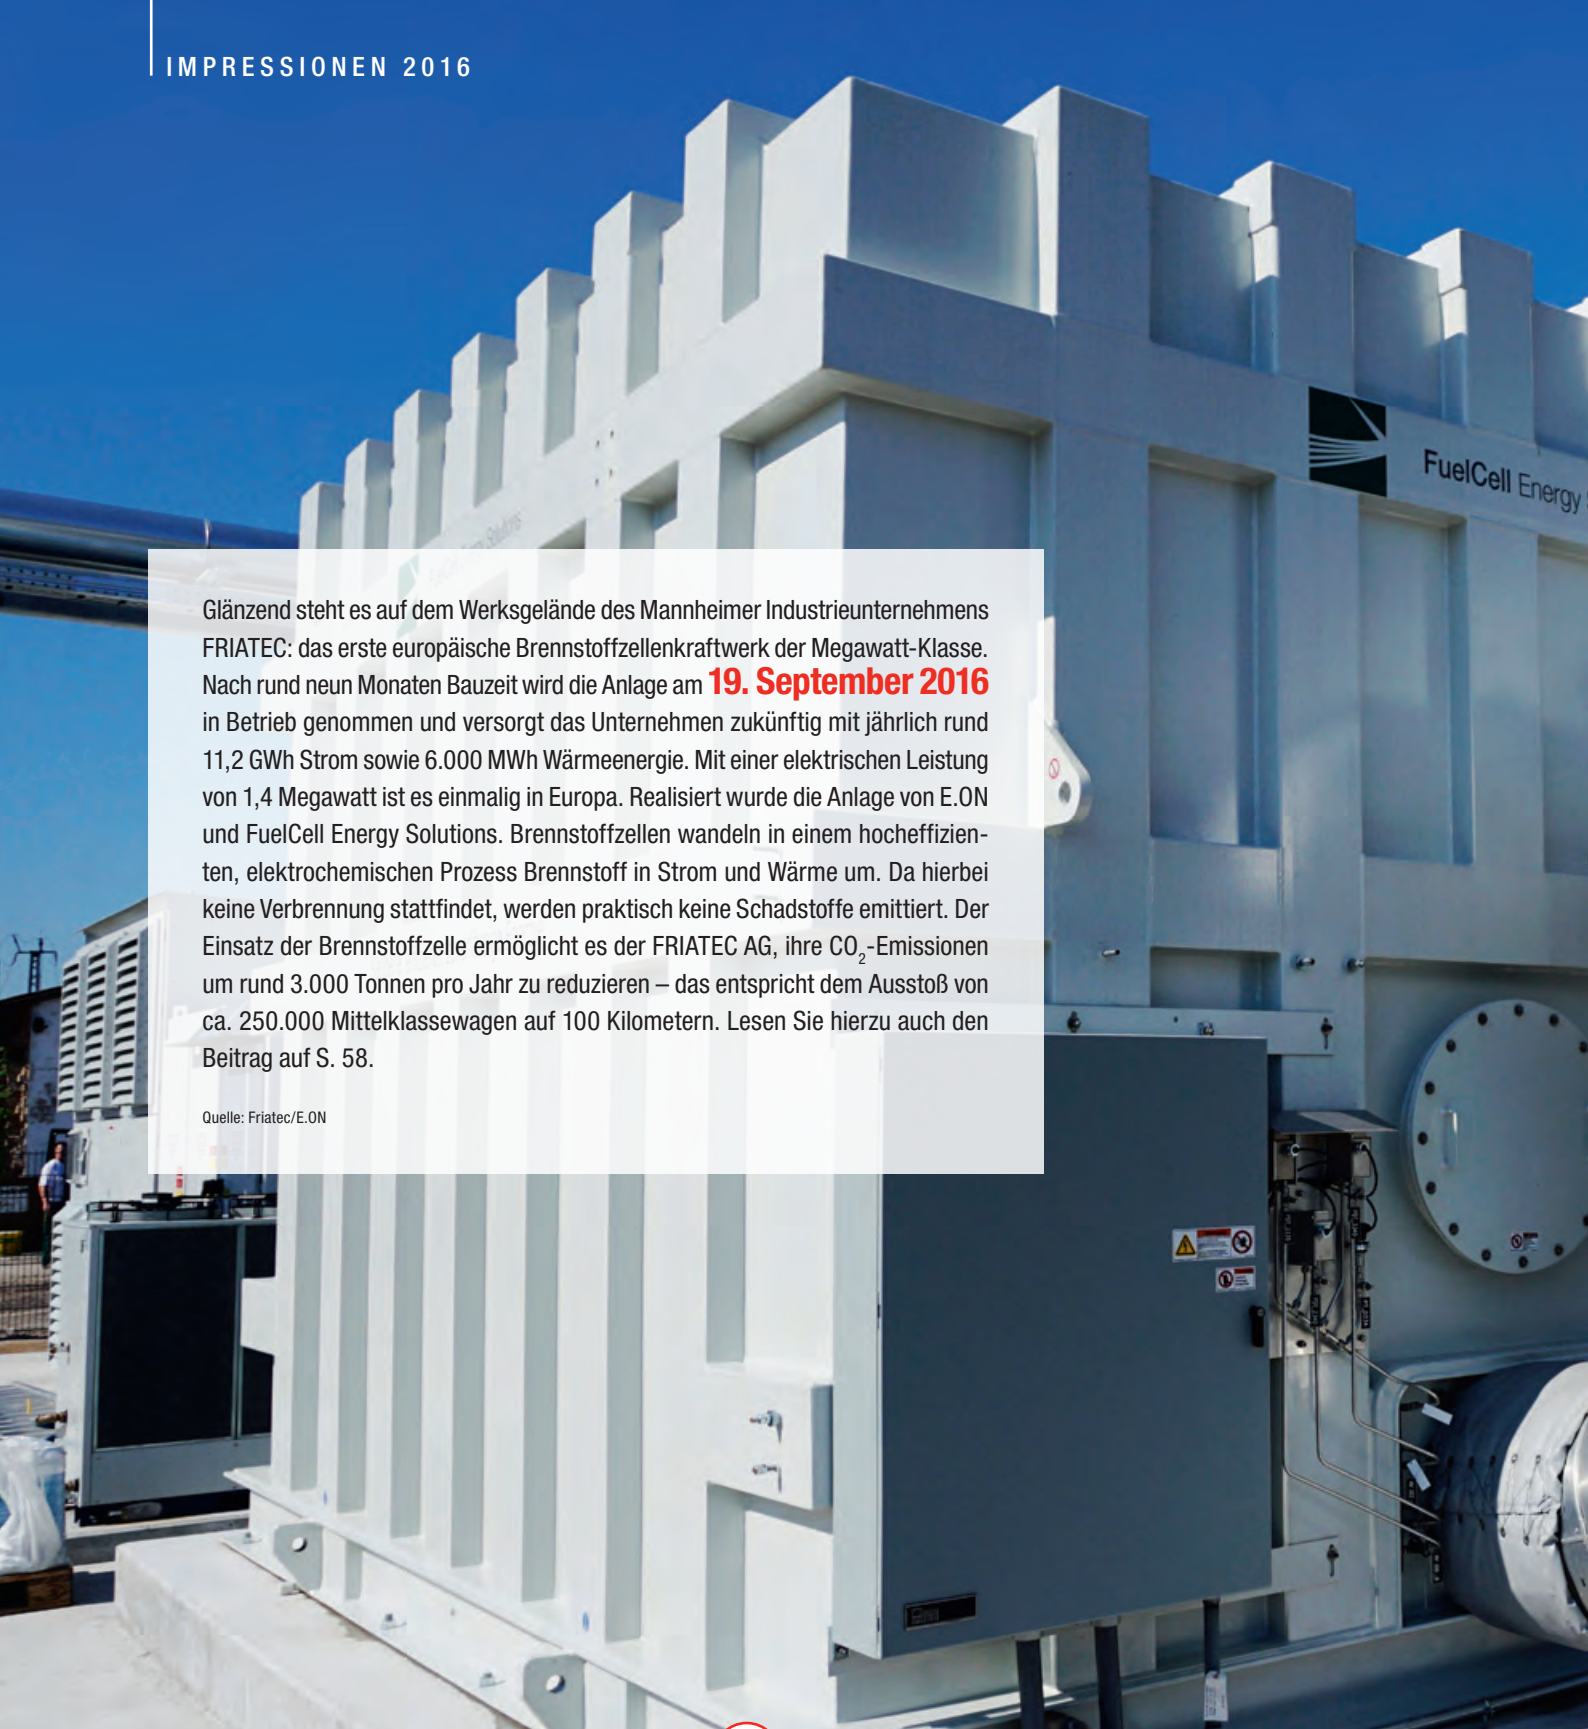 IMPRESSIONEN 2016
FuelCell Energy
Energy Solutions
Glänzend steht es auf dem Werksgelände des Mannheimer Industrieunternehmens
FRIATEC: das erste europäische Brennstoffzellenkraftwerk der Megawatt-Klasse.
Nach rund neun Monaten Bauzeit wird die Anlage am 19. September 2016
in Betrieb genommen und versorgt das Unternehmen zukünftig mit jährlich rund
11,2 GWh Strom sowie 6.000 MWh Wärmeenergie. Mit einer elektrischen Leistung
von 1,4 Megawatt ist es einmalig in Europa. Realisiert wurde die Anlage von E.ON
und FuelCell Energy Solutions. Brennstoffzellen wandeln in einem hocheffizien-
ten, elektrochemischen Prozess Brennstoff in Strom und Wärme um. Da hierbei
keine Verbrennung stattfindet, werden praktisch keine Schadstoffe emittiert. Der
Einsatz der Brennstoffzelle ermöglicht es der FRIATEC AG, ihre CO₂-Emissionen
um rund 3.000 Tonnen pro Jahr zu reduzieren – das entspricht dem Ausstoß von
ca. 250.000 Mittelklassewagen auf 100 Kilometern. Lesen Sie hierzu auch den
Beitrag auf S. 58.
Quelle: Friatec/E.ON